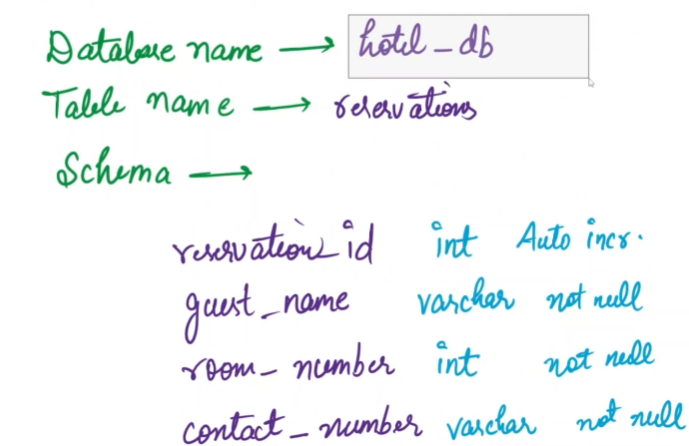 Database name → hotel_db
Table name → reservations
Schema →
reservation_id int Auto incr.
guest_name varchar not null
room_number int not null
contact_number varchar not null